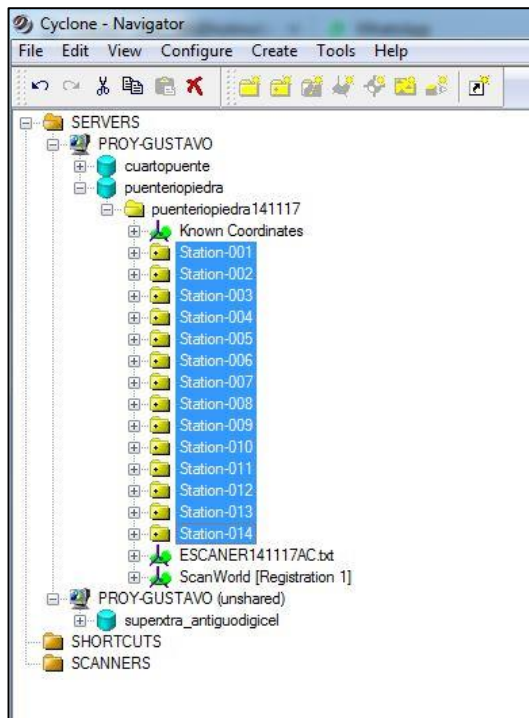 Cyclone - Navigator
File Edit View Configure Create Tools Help
SERVERS
PROY-GUSTAVO
cuartopuente
puenteriopiedra
puenteriopiedra141117
Known Coordinates
Station-001
Station-002
Station-003
Station-004
Station-005
Station-006
Station-007
Station-008
Station-009
Station-010
Station-011
Station-012
Station-013
Station-014
ESCANER141117AC.txt
ScanWorld [Registration 1]
PROY-GUSTAVO (unshared)
superxtra_antiguodigicel
SHORTCUTS
SCANNERS